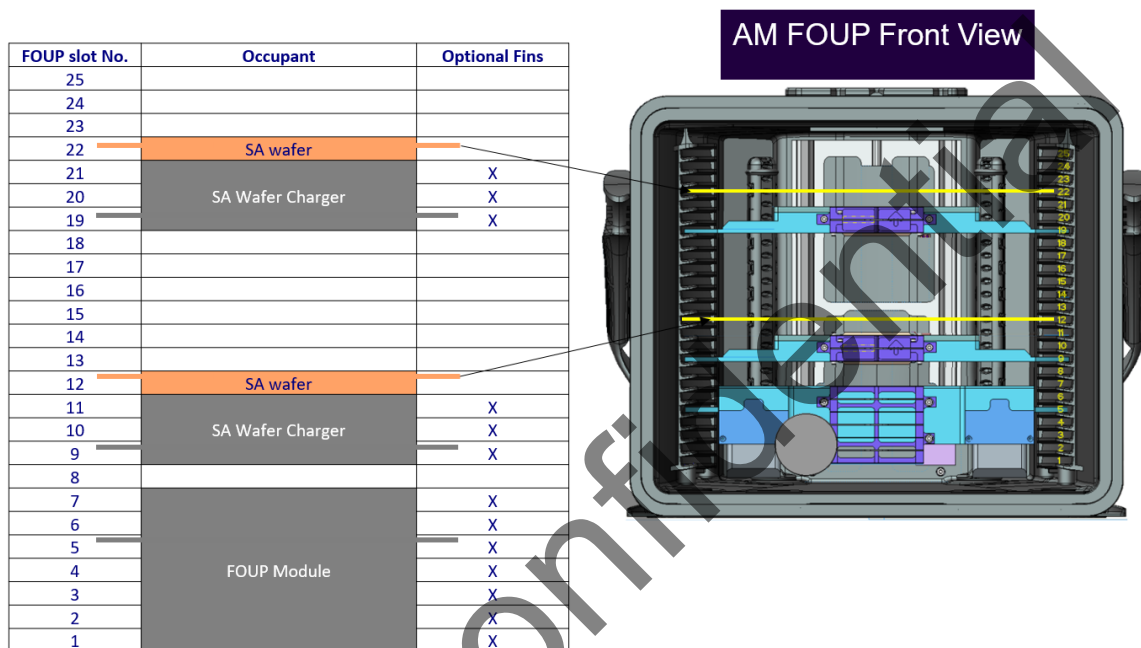 AM FOUP Front View
FOUP slot No. Occupant Optional Fins
25
24
23
22 SA wafer
21 X
20 SA Wafer Charger X
19 X
18
17
16
15
14
13
12 SA wafer
11 X
10 SA Wafer Charger X
9 X
8
7 X
6 X
5 X
4 FOUP Module X
3 X
2 X
1 X
25
24
23
22
21
20
19
18
17
16
15
14
13
12
11
10
9
8
7
6
5
4
3
2
1
onfidential